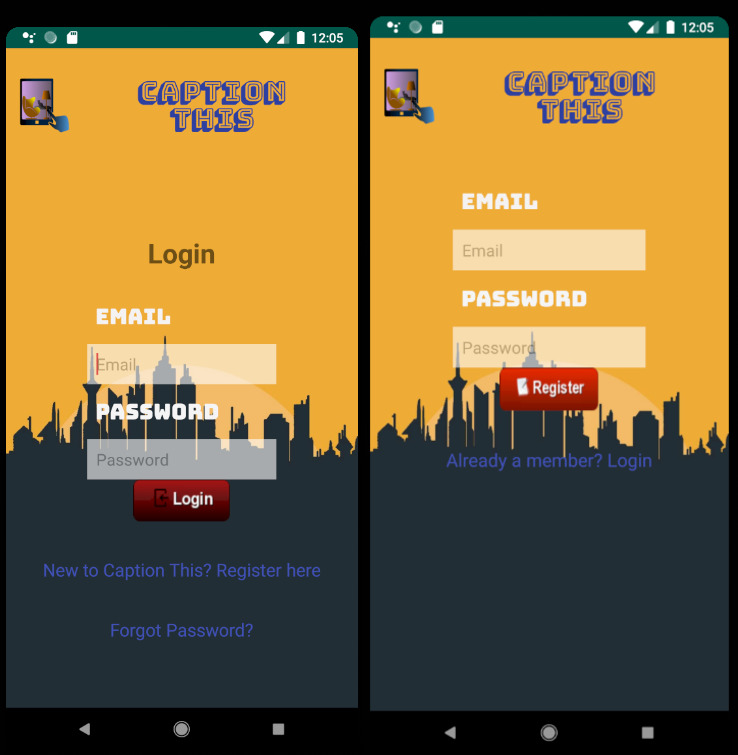 12:05
CAPTION
THIS
Login
EMAIL
Email
PASSWORD
Password
Login
New to Caption This? Register here
Forgot Password?
12:05
CAPTION
THIS
EMAIL
Email
PASSWORD
Password
Register
Already a member? Login